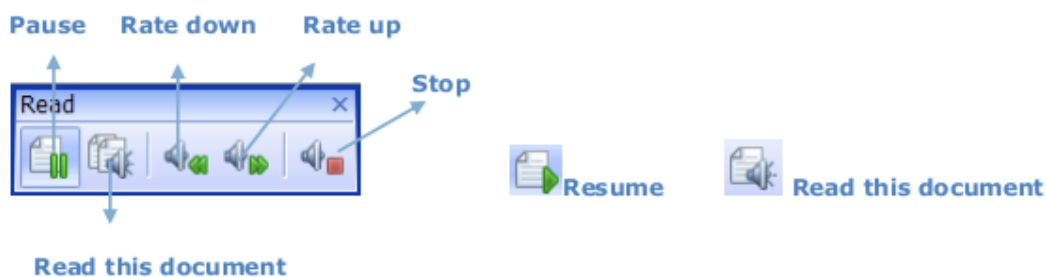 Pause Rate down Rate up
Stop
Read
Resume Read this document
Read this document